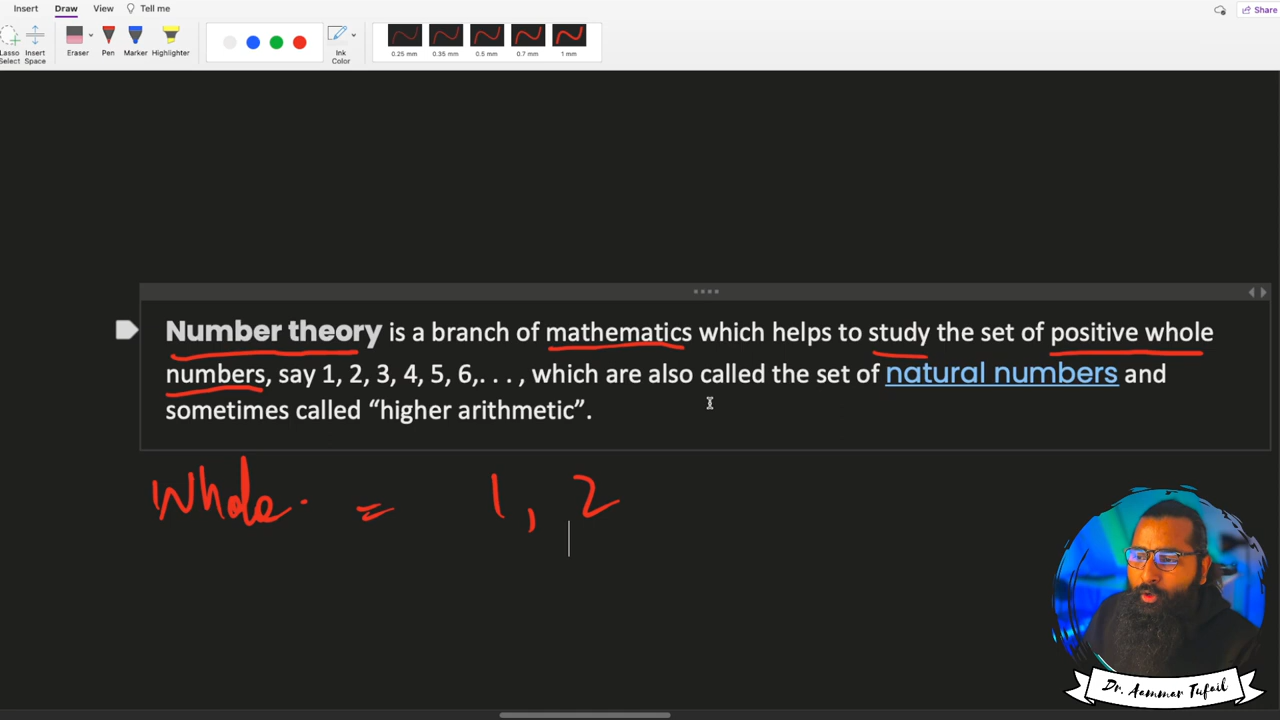 Insert Draw View Tell me Share
Lasso Select Insert Space Eraser Pen Marker Highlighter Ink Color 0.25 mm 0.35 mm 0.5 mm 0.7 mm 1 mm
Number theory is a branch of mathematics which helps to study the set of positive whole
numbers, say 1, 2, 3, 4, 5, 6,. . . , which are also called the set of natural numbers and
sometimes called “higher arithmetic”.
Whole = 1, 2
Dr. Aammar Tufail